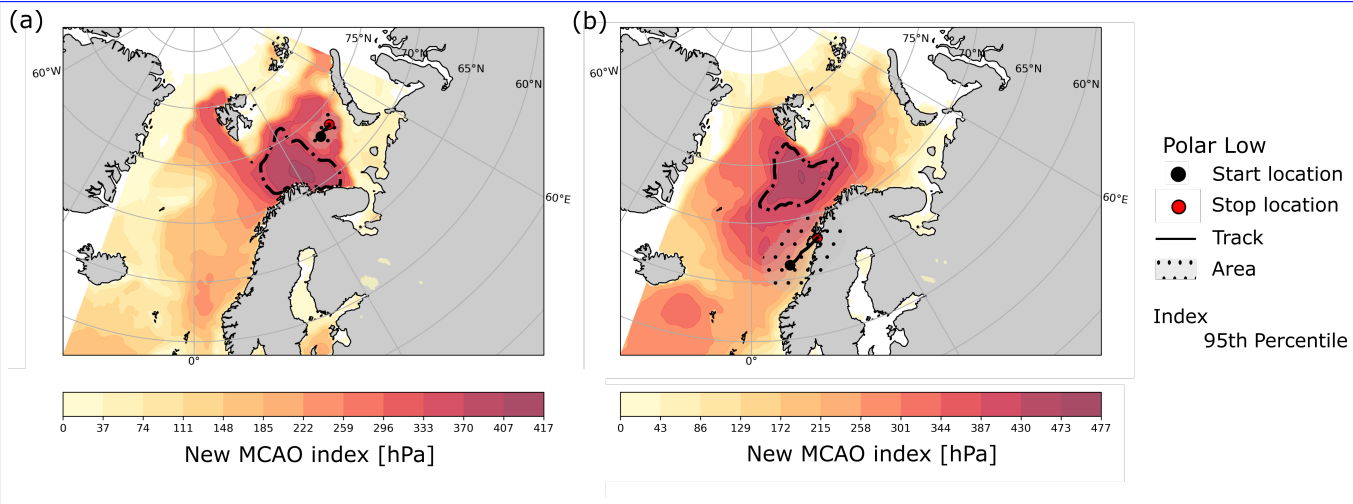 (a)
75°N
70°N
65°N
60°N
60°W
60°E
0°
0 37 74 111 148 185 222 259 296 333 370 407 417
New MCAO index [hPa]
(b)
75°N
70°N
65°N
60°N
60°W
60°E
0°
0 43 86 129 172 215 258 301 344 387 430 473 477
New MCAO index [hPa]
Polar Low
Start location
Stop location
Track
Area
Index
95th Percentile